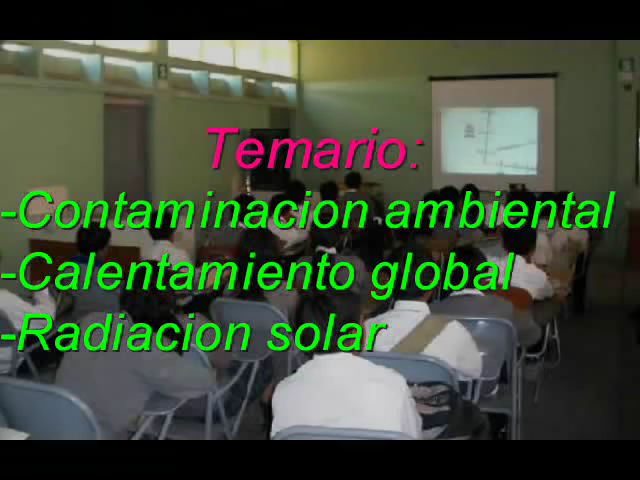 Temario:
-Contaminacion ambiental
-Calentamiento global
-Radiacion solar